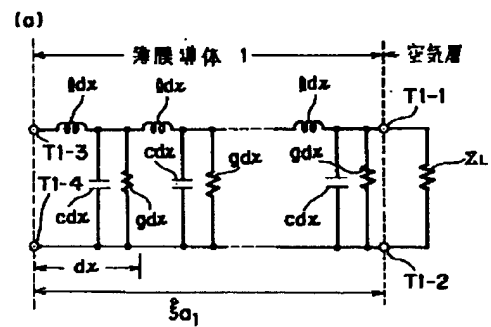 (a)
薄膜導体 1
空気層
ldx
ldx
ldx
T1-1
T1-3
gdx
ZL
T1-4
cdx
gdx
cdx
gdx
cdx
dx
T1-2
ξa1